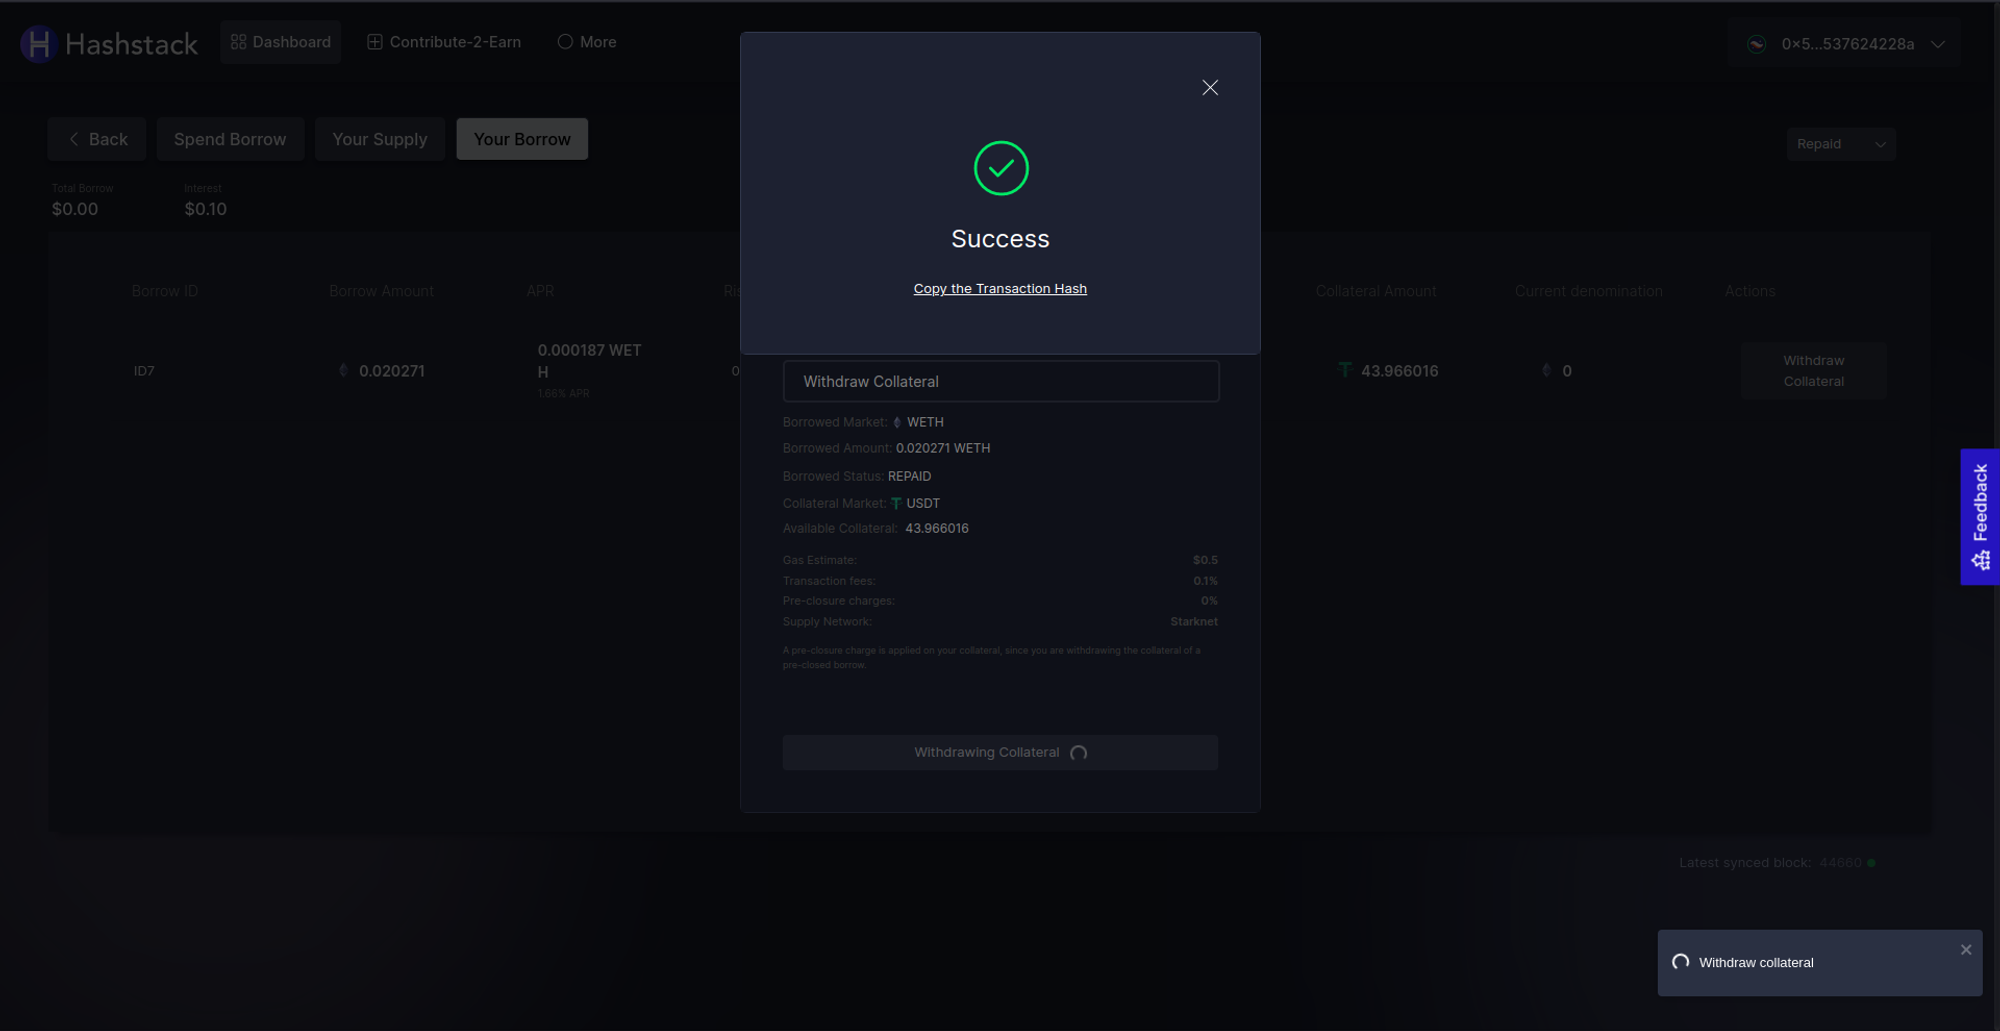 Hashstack
Dashboard
Contribute-2-Earn
More
0x5...537624228a
Back
Spend Borrow
Your Supply
Your Borrow
Repaid
Total Borrow
$0.00
Interest
$0.10
Success
Copy the Transaction Hash
Borrow ID
Borrow Amount
APR
Ris
Collateral Amount
Current denomination
Actions
ID7
0.020271
0.000187 WET
H
1.66% APR
0
43.966016
0
Withdraw
Collateral
Withdraw Collateral
Borrowed Market: WETH
Borrowed Amount: 0.020271 WETH
Borrowed Status: REPAID
Collateral Market: USDT
Available Collateral: 43.966016
Gas Estimate: $0.5
Transaction fees: 0.1%
Pre-closure charges: 0%
Supply Network: Starknet
A pre-closure charge is applied on your collateral, since you are withdrawing the collateral of a
pre-closed borrow.
Withdrawing Collateral
Feedback
Latest synced block: 44660
Withdraw collateral